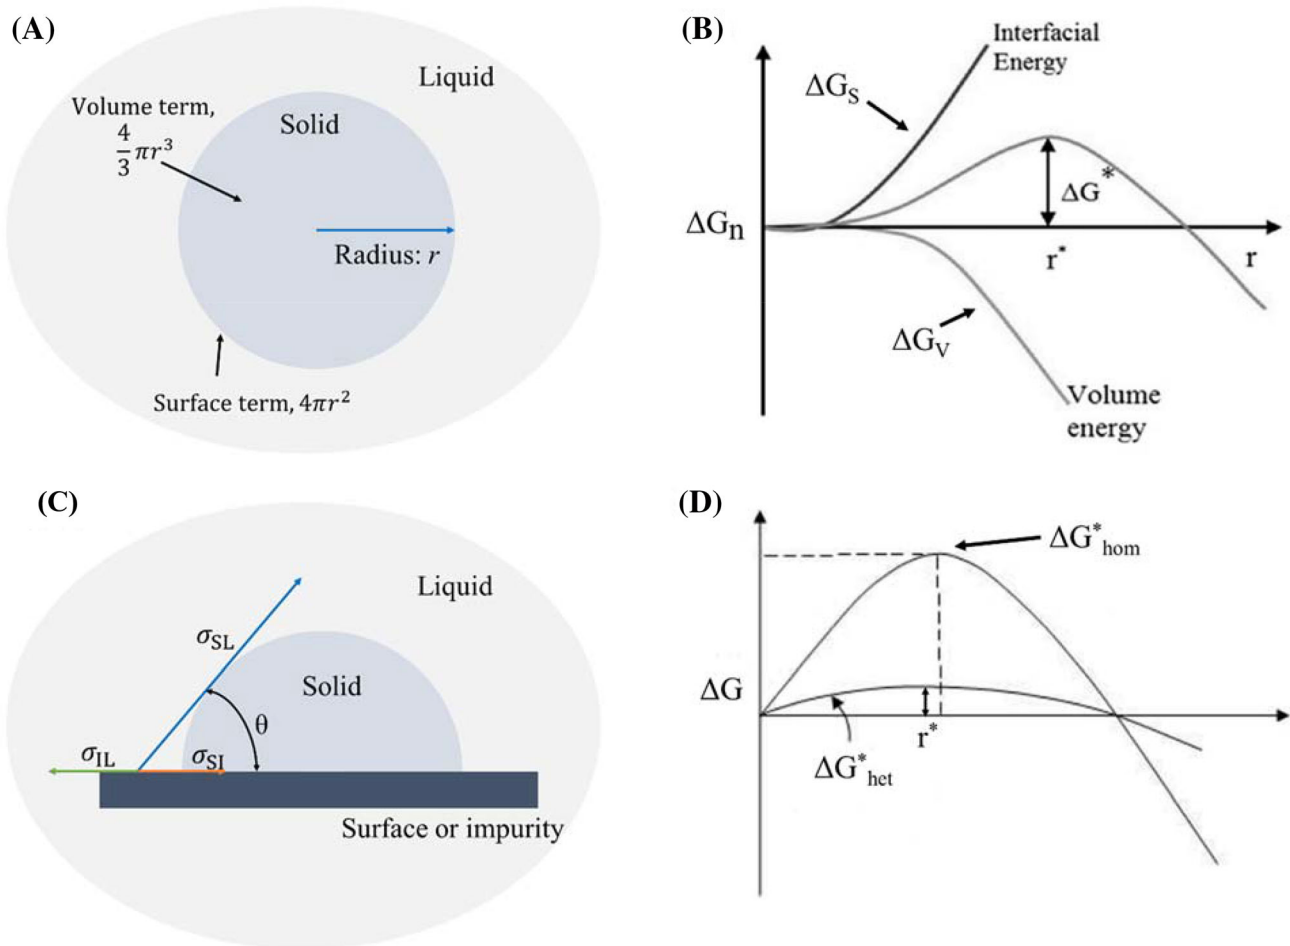 (A)
Liquid
Volume term,
4/3 πr³
Solid
Radius: r
Surface term, 4πr²
(B)
Interfacial
Energy
ΔG_S
ΔG*
ΔG_n
r*
r
ΔG_V
Volume
energy
(C)
Liquid
σ_SL
Solid
θ
σ_IL
σ_SI
Surface or impurity
(D)
ΔG*_hom
ΔG
r*
ΔG*_het